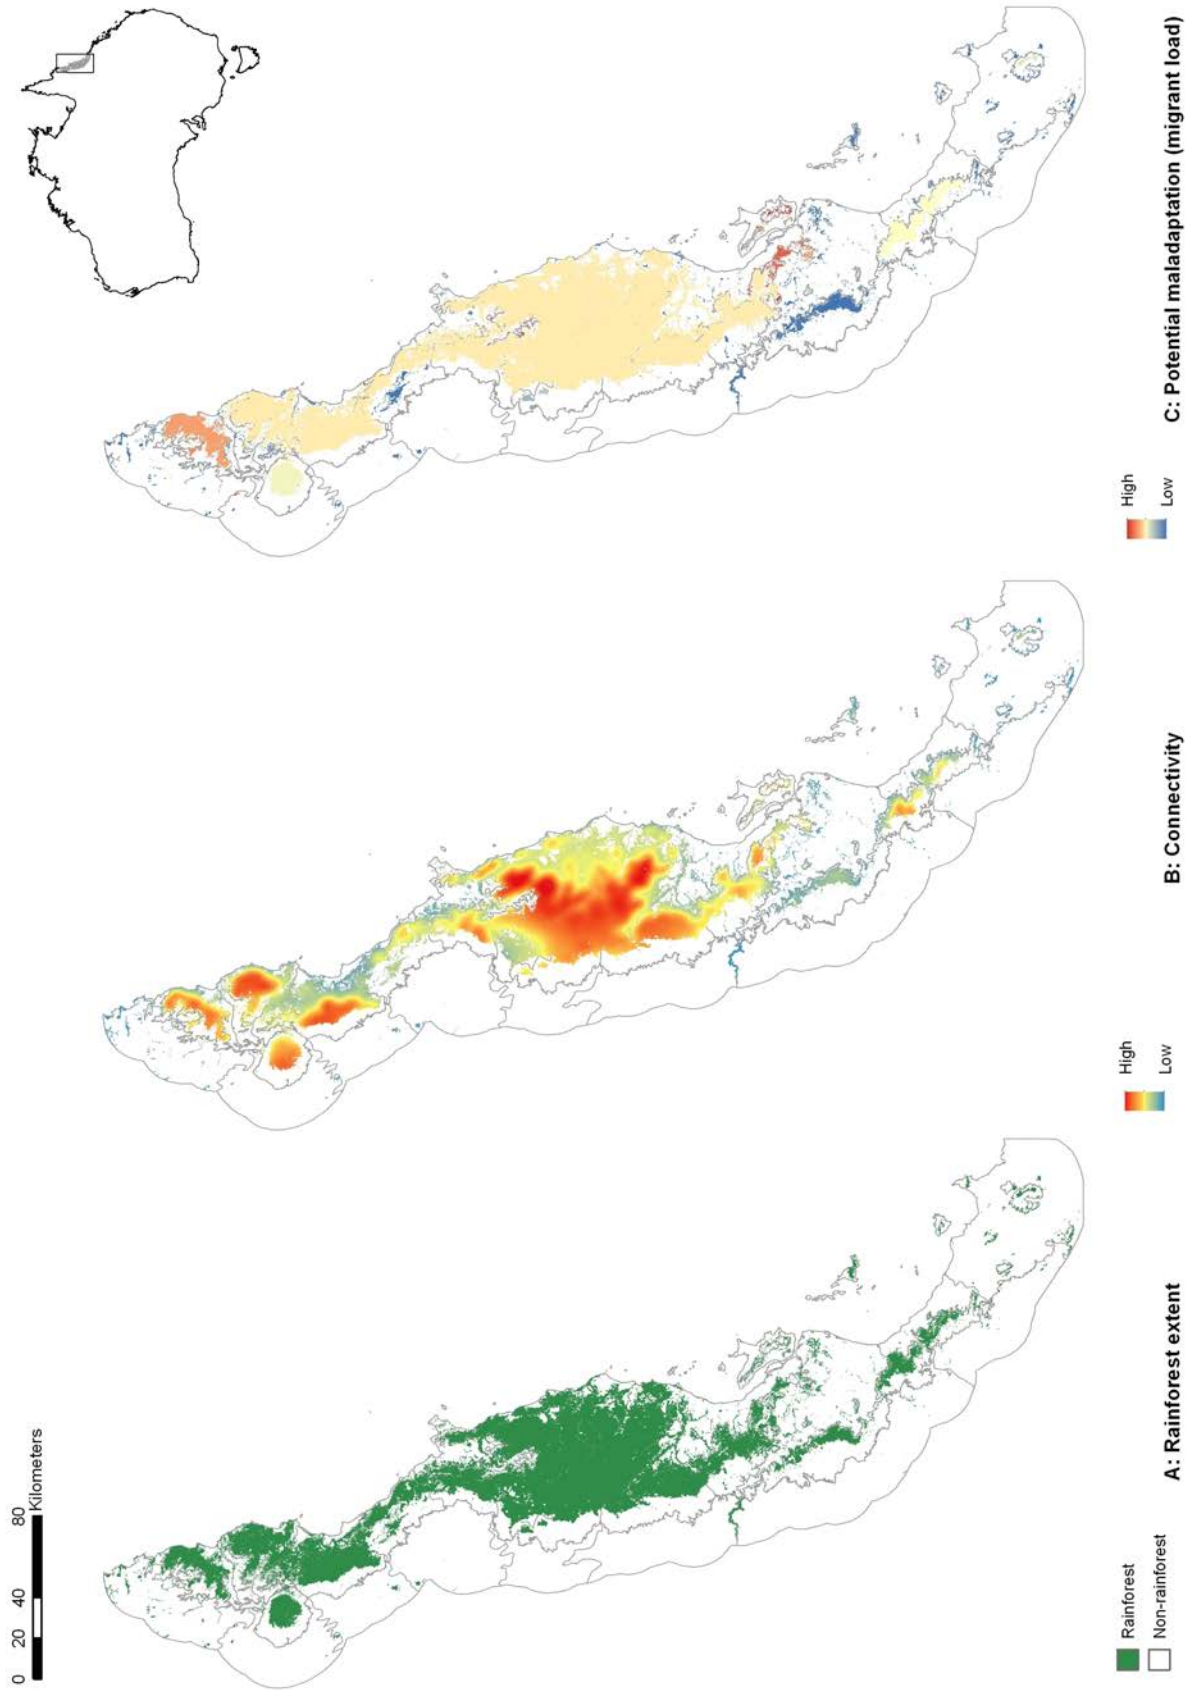 0 20 40 80
Kilometers
Rainforest
Non-rainforest
A: Rainforest extent
High
Low
B: Connectivity
High
Low
C: Potential maladaptation (migrant load)